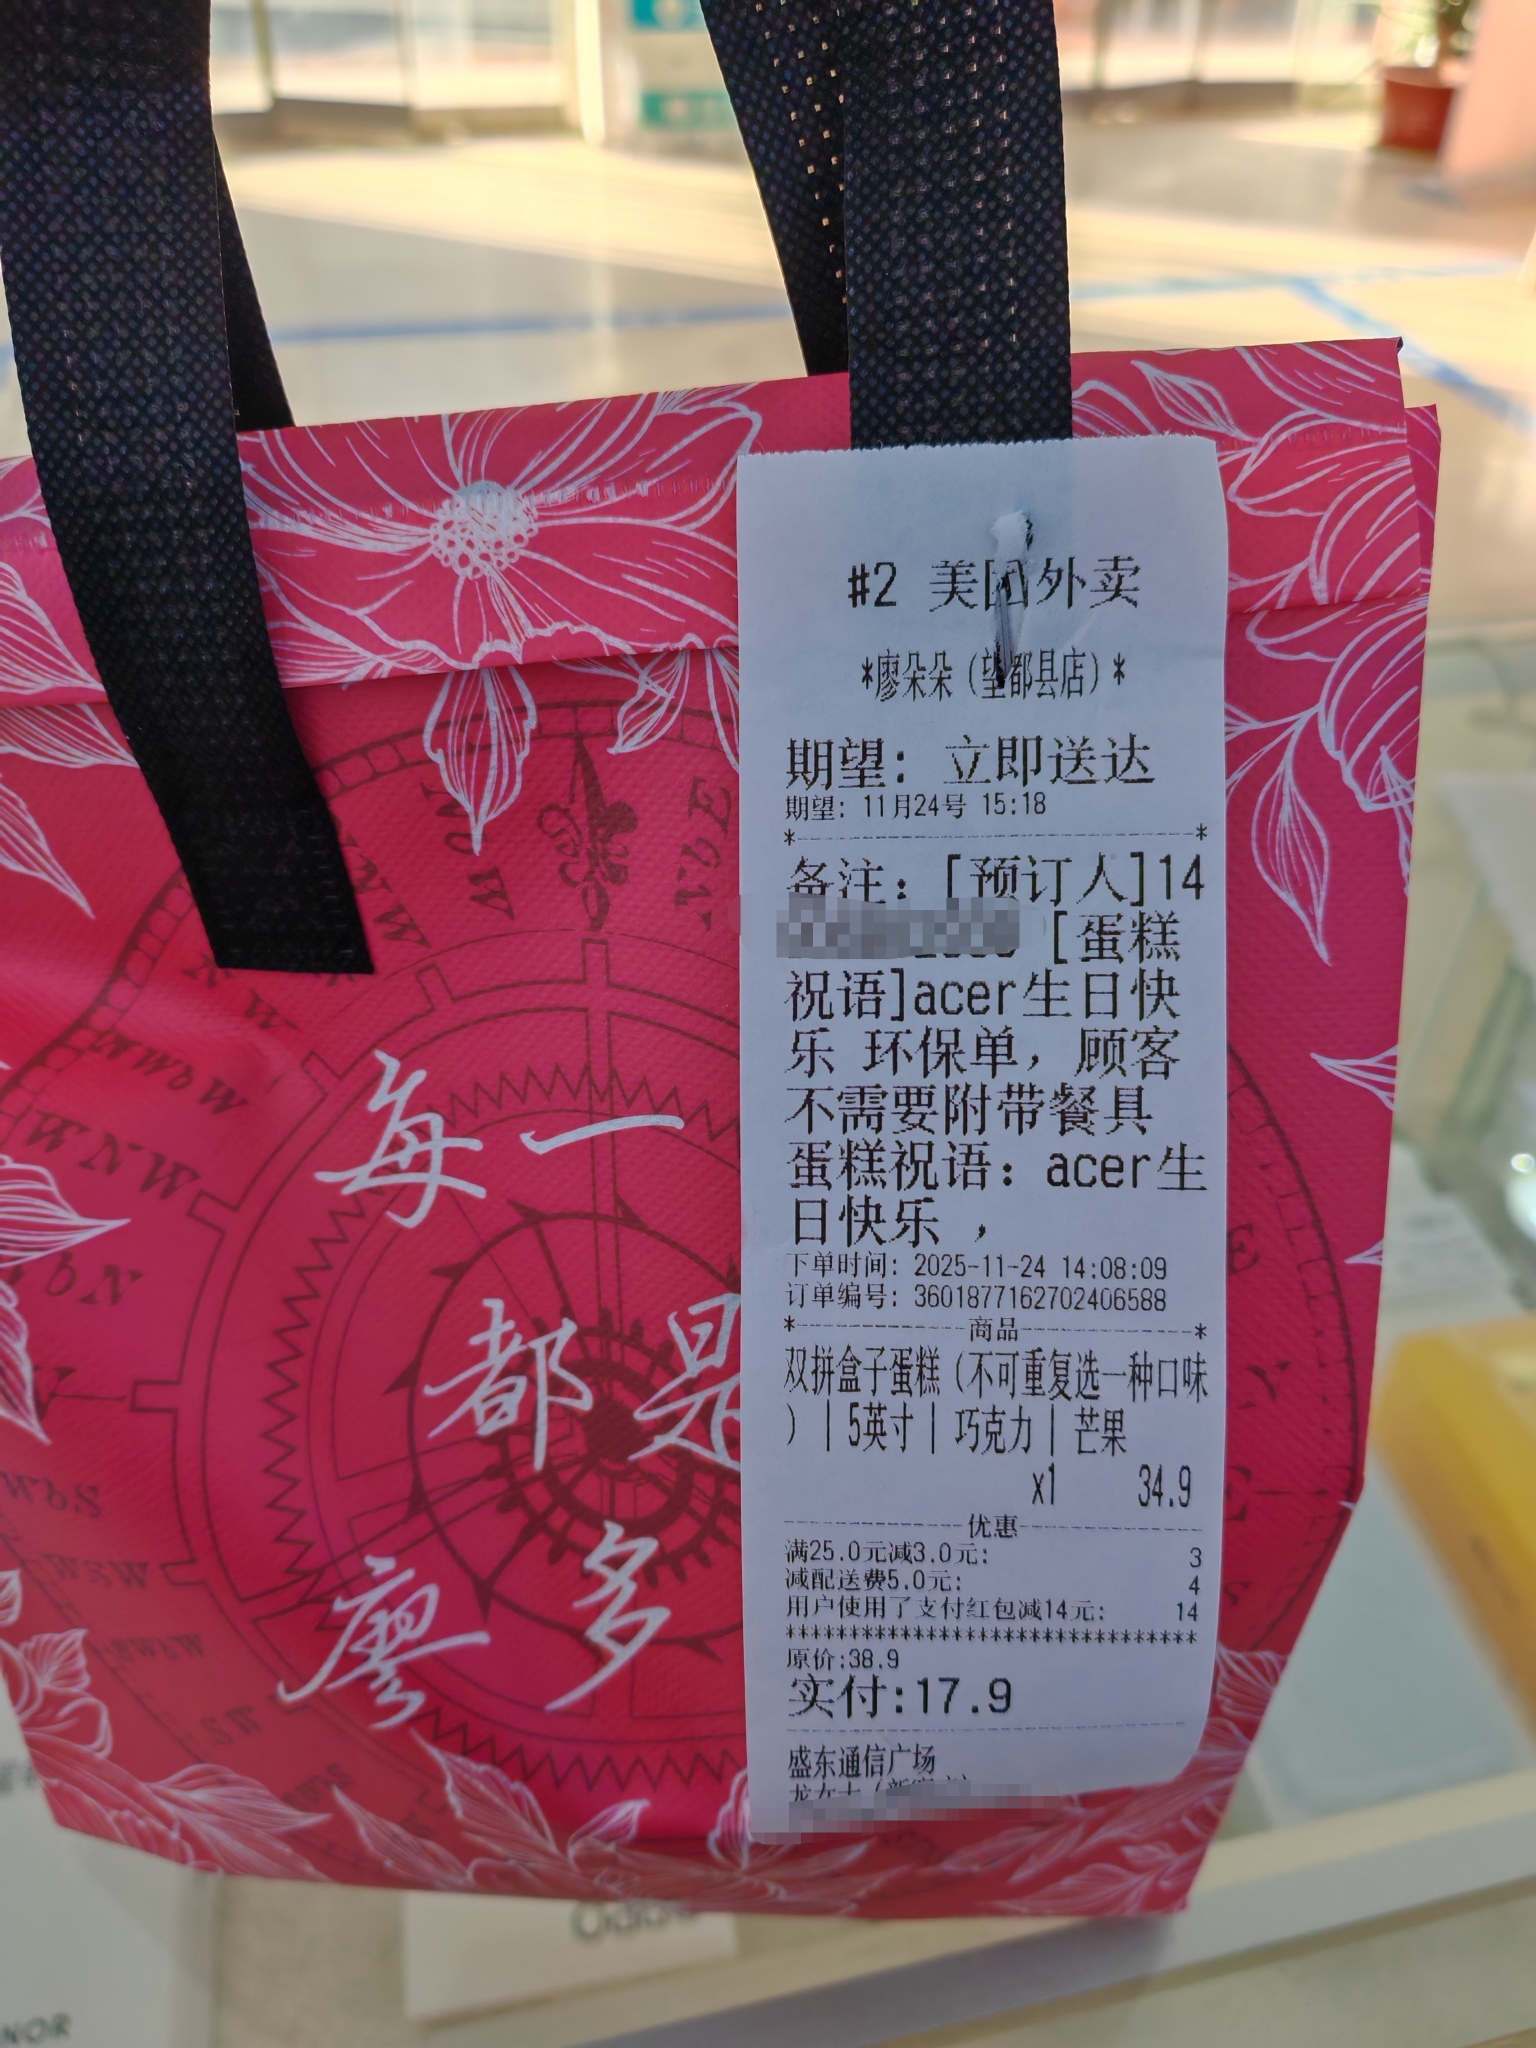 #2 美团外卖
*廖朵朵(望都县店)*
期望: 立即送达
期望: 11月24号 15:18
备注: [预订人]14
[蛋糕
祝语]acer生日快
乐 环保单, 顾客
不需要附带餐具
蛋糕祝语: acer生
日快乐 ,
下单时间: 2025-11-24 14:08:09
订单编号: 3601877162702406588
商品
双拼盒子蛋糕(不可重复选一种口味
)|5英寸|巧克力|芒果
x1 34.9
优惠
满25.0元减3.0元: 3
减配送费5.0元: 4
用户使用了支付红包减14元: 14
*********************************
原价:38.9
实付:17.9
盛东通信广场
每一
都是
廖多
NbE
NW
WNW
WbS
WSW
SW
NOR